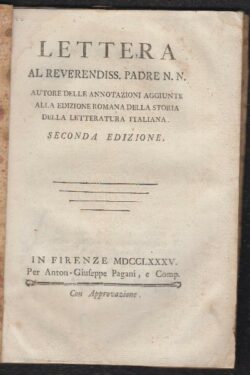 LETTERA
AL REVERENDISS. PADRE N. N.
AUTORE DELLE ANNOTAZIONI AGGIUNTE
ALLA EDIZIONE ROMANA DELLA STORIA
DELLA LETTERATURA ITALIANA.
SECONDA EDIZIONE.
IN FIRENZE MDCCLXXXV.
Per Anton-Giuseppe Pagani, e Comp.
Con Approvazione.